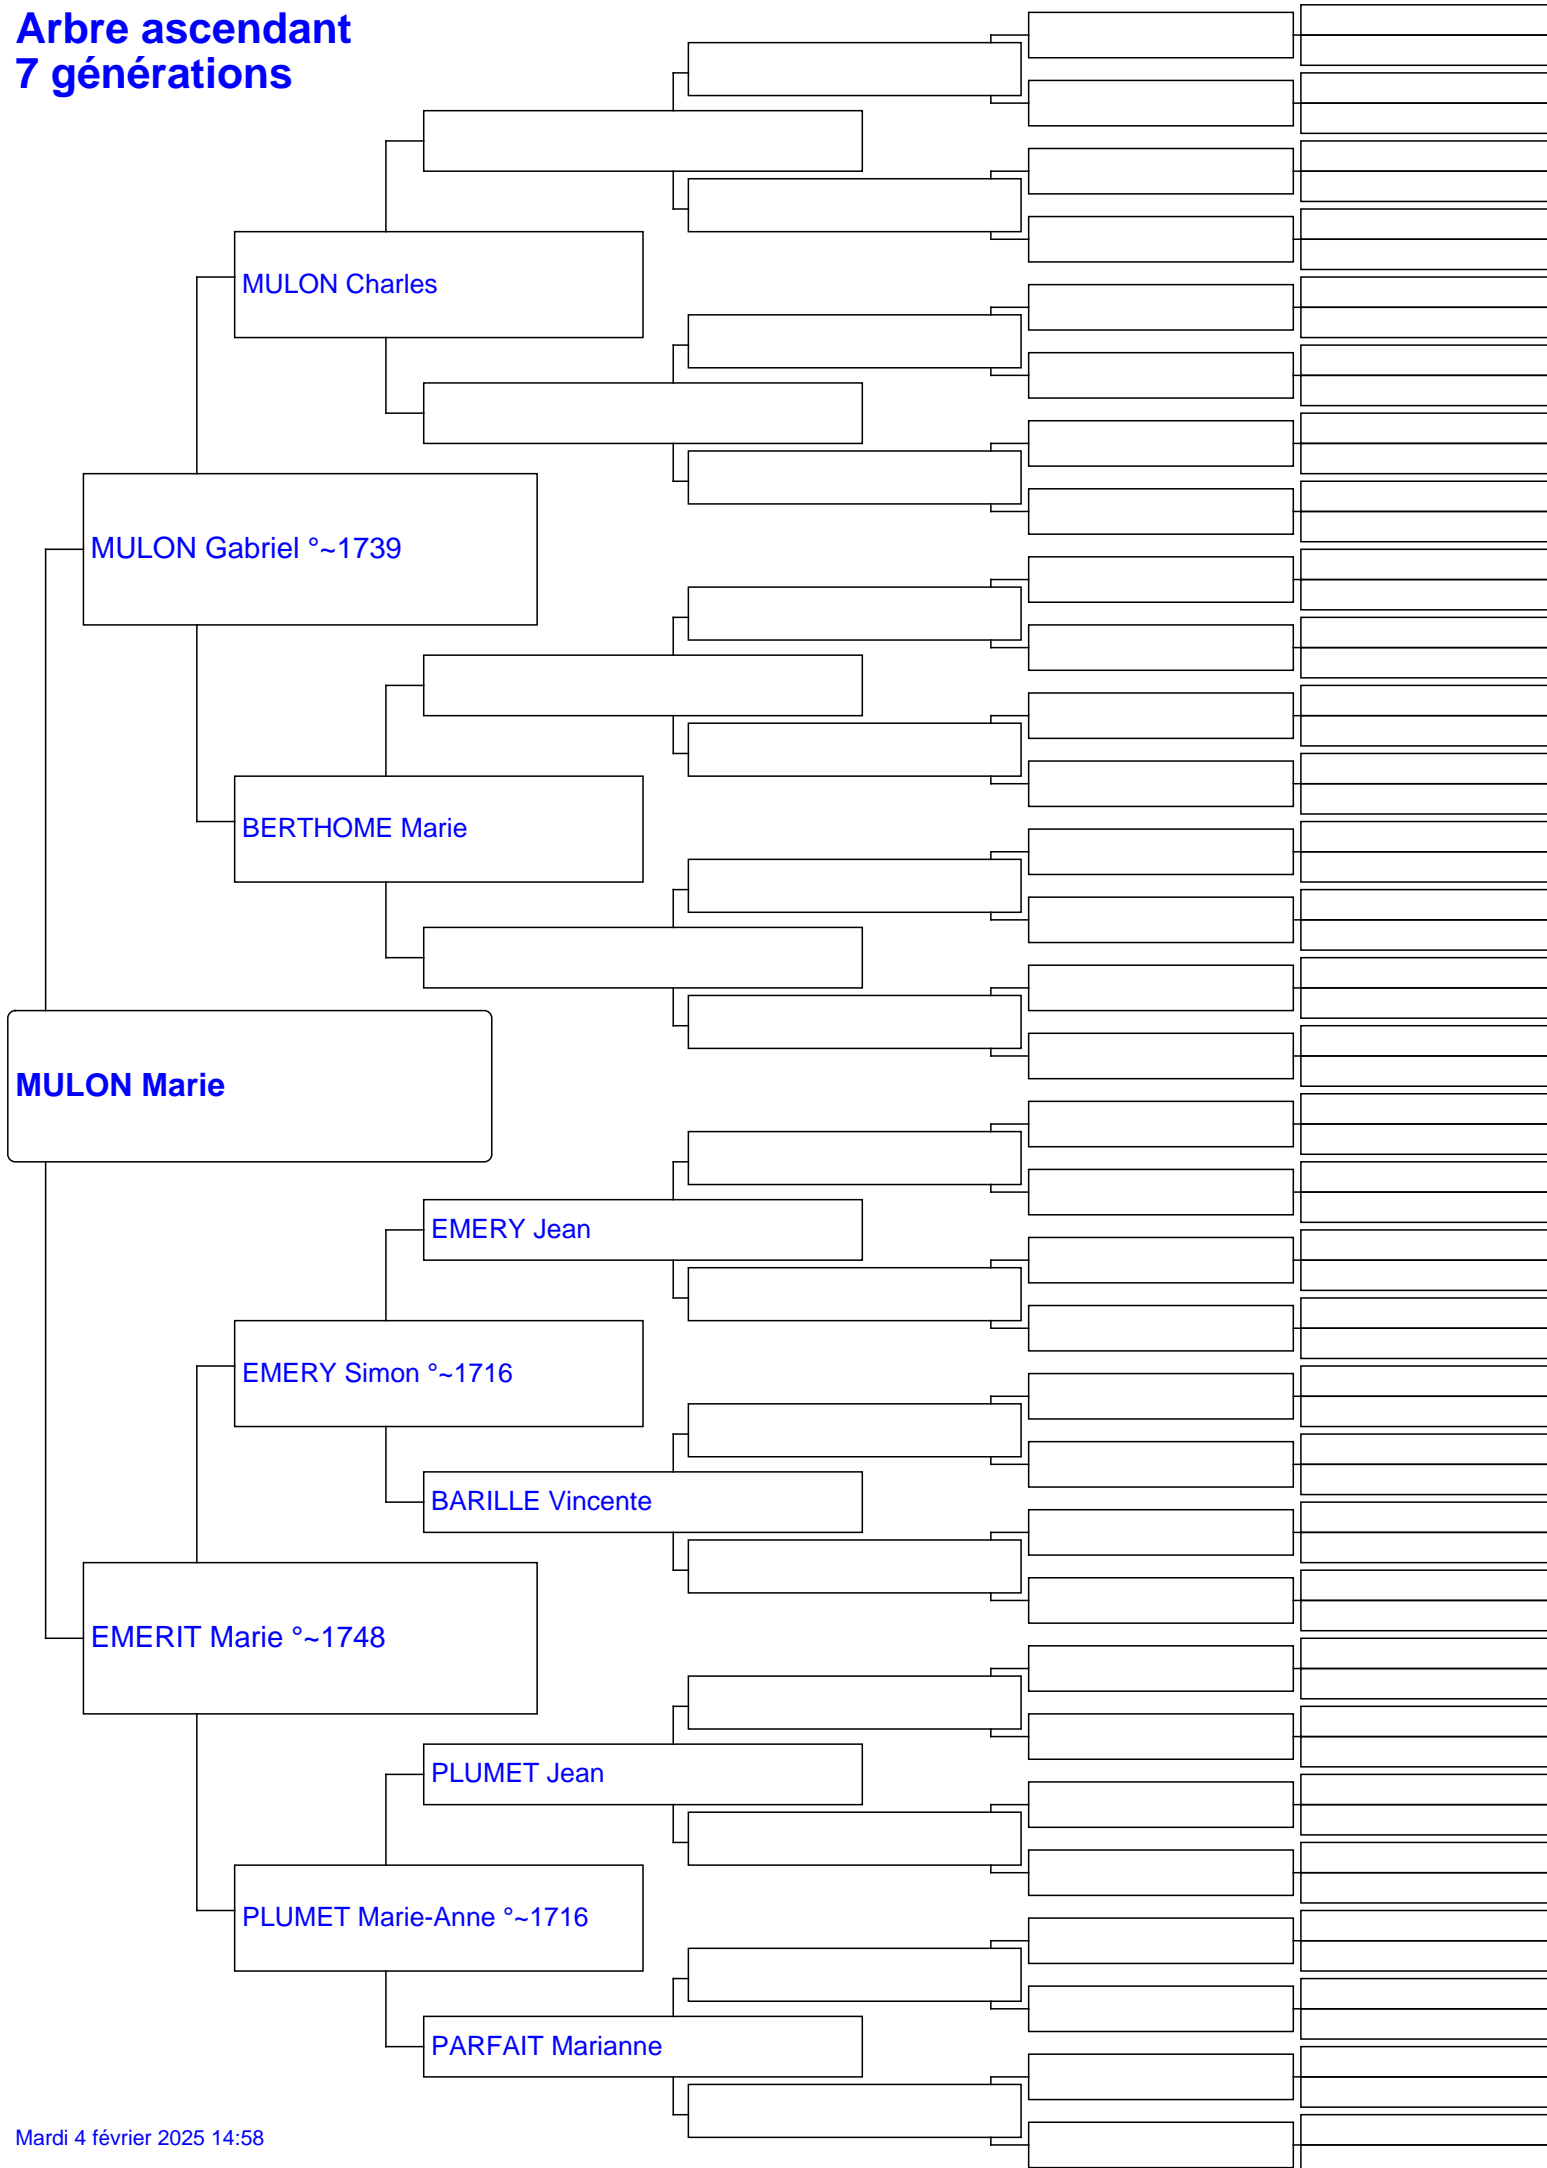 Arbre ascendant
7 générations
MULON Charles
MULON Gabriel °~1739
BERTHOME Marie
MULON Marie
EMERY Jean
EMERY Simon °~1716
BARILLE Vincente
EMERIT Marie °~1748
PLUMET Jean
PLUMET Marie-Anne °~1716
PARFAIT Marianne
Mardi 4 février 2025 14:58